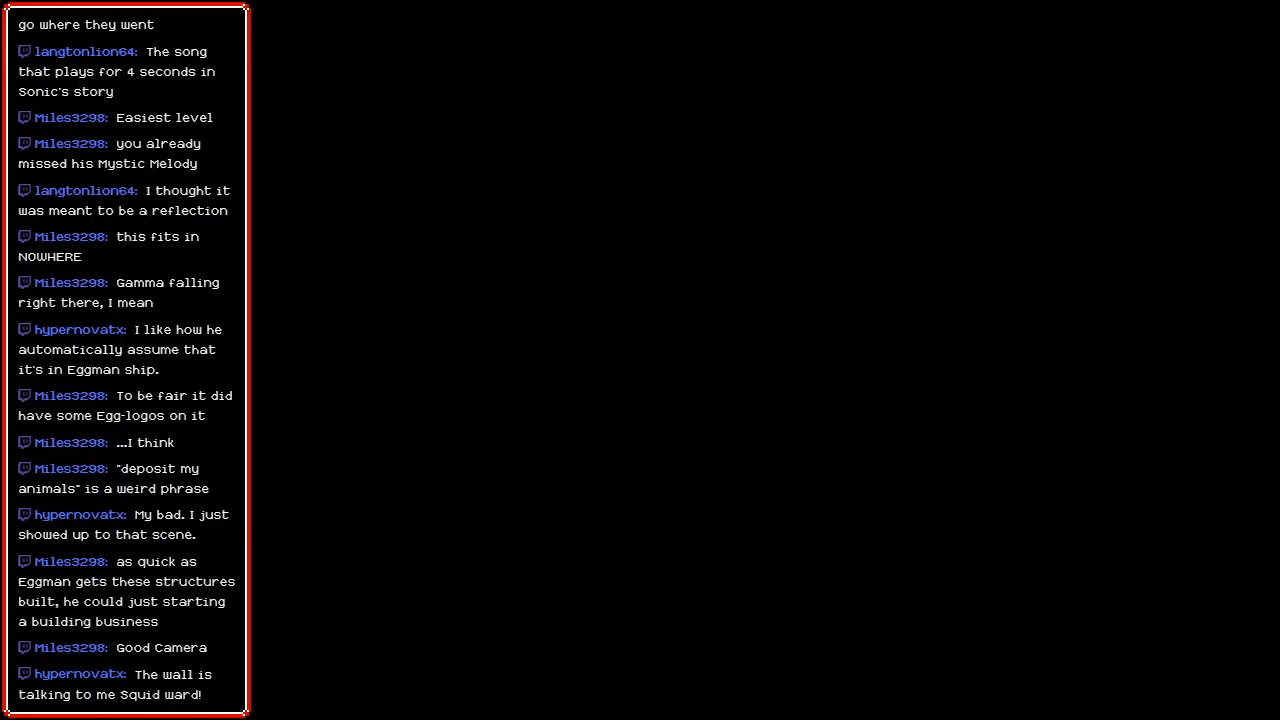 go where they went
langtonlion64: The song
that plays for 4 seconds in
Sonic's story
Miles3298: Easiest level
Miles3298: you already
missed his Mystic Melody
langtonlion64: I thought it
was meant to be a reflection
Miles3298: this fits in
NOWHERE
Miles3298: Gamma falling
right there, I mean
hypernovatx: I like how he
automatically assume that
it's in Eggman ship.
Miles3298: To be fair it did
have some Egg-logos on it
Miles3298: ...I think
Miles3298: "deposit my
animals" is a weird phrase
hypernovatx: My bad. I just
showed up to that scene.
Miles3298: as quick as
Eggman gets these structures
built, he could just starting
a building business
Miles3298: Good Camera
hypernovatx: The wall is
talking to me Squid ward!